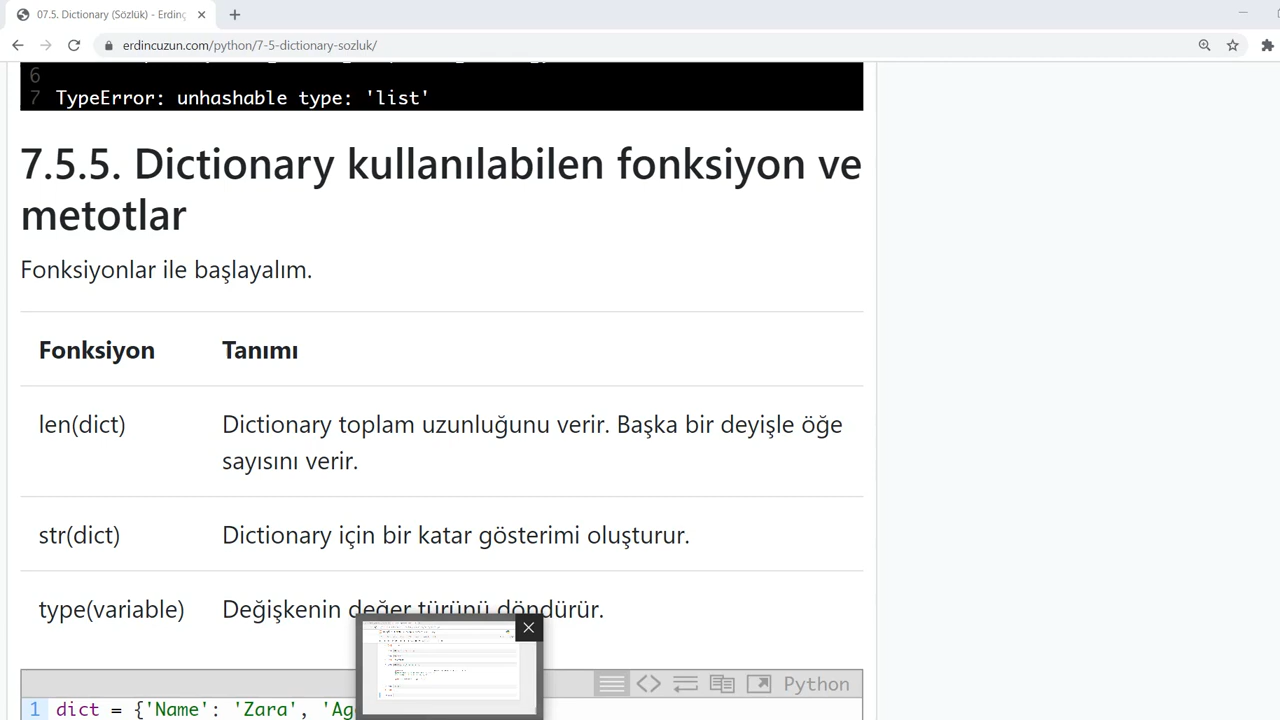 07.5. Dictionary (Sözlük) - Erdinç
erdincuzun.com/python/7-5-dictionary-sozluk/
6
7 TypeError: unhashable type: 'list'
7.5.5. Dictionary kullanılabilen fonksiyon ve
metotlar
Fonksiyonlar ile başlayalım.
Fonksiyon Tanımı
len(dict) Dictionary toplam uzunluğunu verir. Başka bir deyişle öğe
sayısını verir.
str(dict) Dictionary için bir katar gösterimi oluşturur.
type(variable) Değişkenin değer türünü döndürür.
Python
1 dict = {'Name': 'Zara', 'Ag